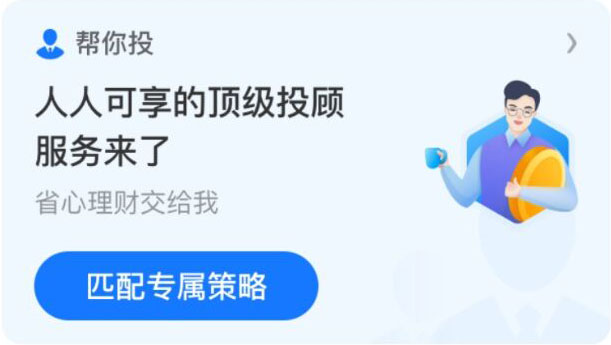 帮你投
人人可享的顶级投顾
服务来了
省心理财交给我
匹配专属策略